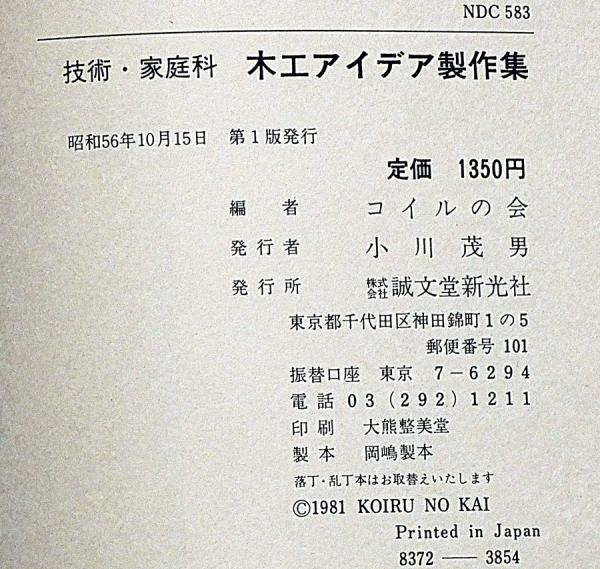 NDC 583
技術・家庭科 木工アイデア製作集
昭和56年10月15日 第1版発行
定価 1350円
編者 コイルの会
発行者 小川茂男
発行所 株式会社 誠文堂新光社
東京都千代田区神田錦町1の5
郵便番号 101
振替口座 東京 7-6294
電話 03(292)1211
印刷 大熊整美堂
製本 岡嶋製本
落丁・乱丁本はお取替えいたします
©1981 KOIRU NO KAI
Printed in Japan
8372 ── 3854